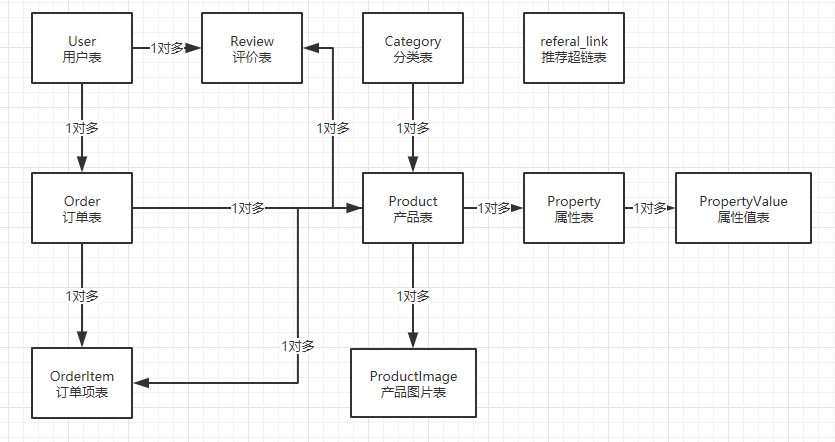 User
用户表
1对多
Review
评价表
Category
分类表
referal_link
推荐超链表
1对多
1对多
1对多
Order
订单表
1对多
Product
产品表
1对多
Property
属性表
1对多
PropertyValue
属性值表
1对多
1对多
1对多
OrderItem
订单项表
ProductImage
产品图片表